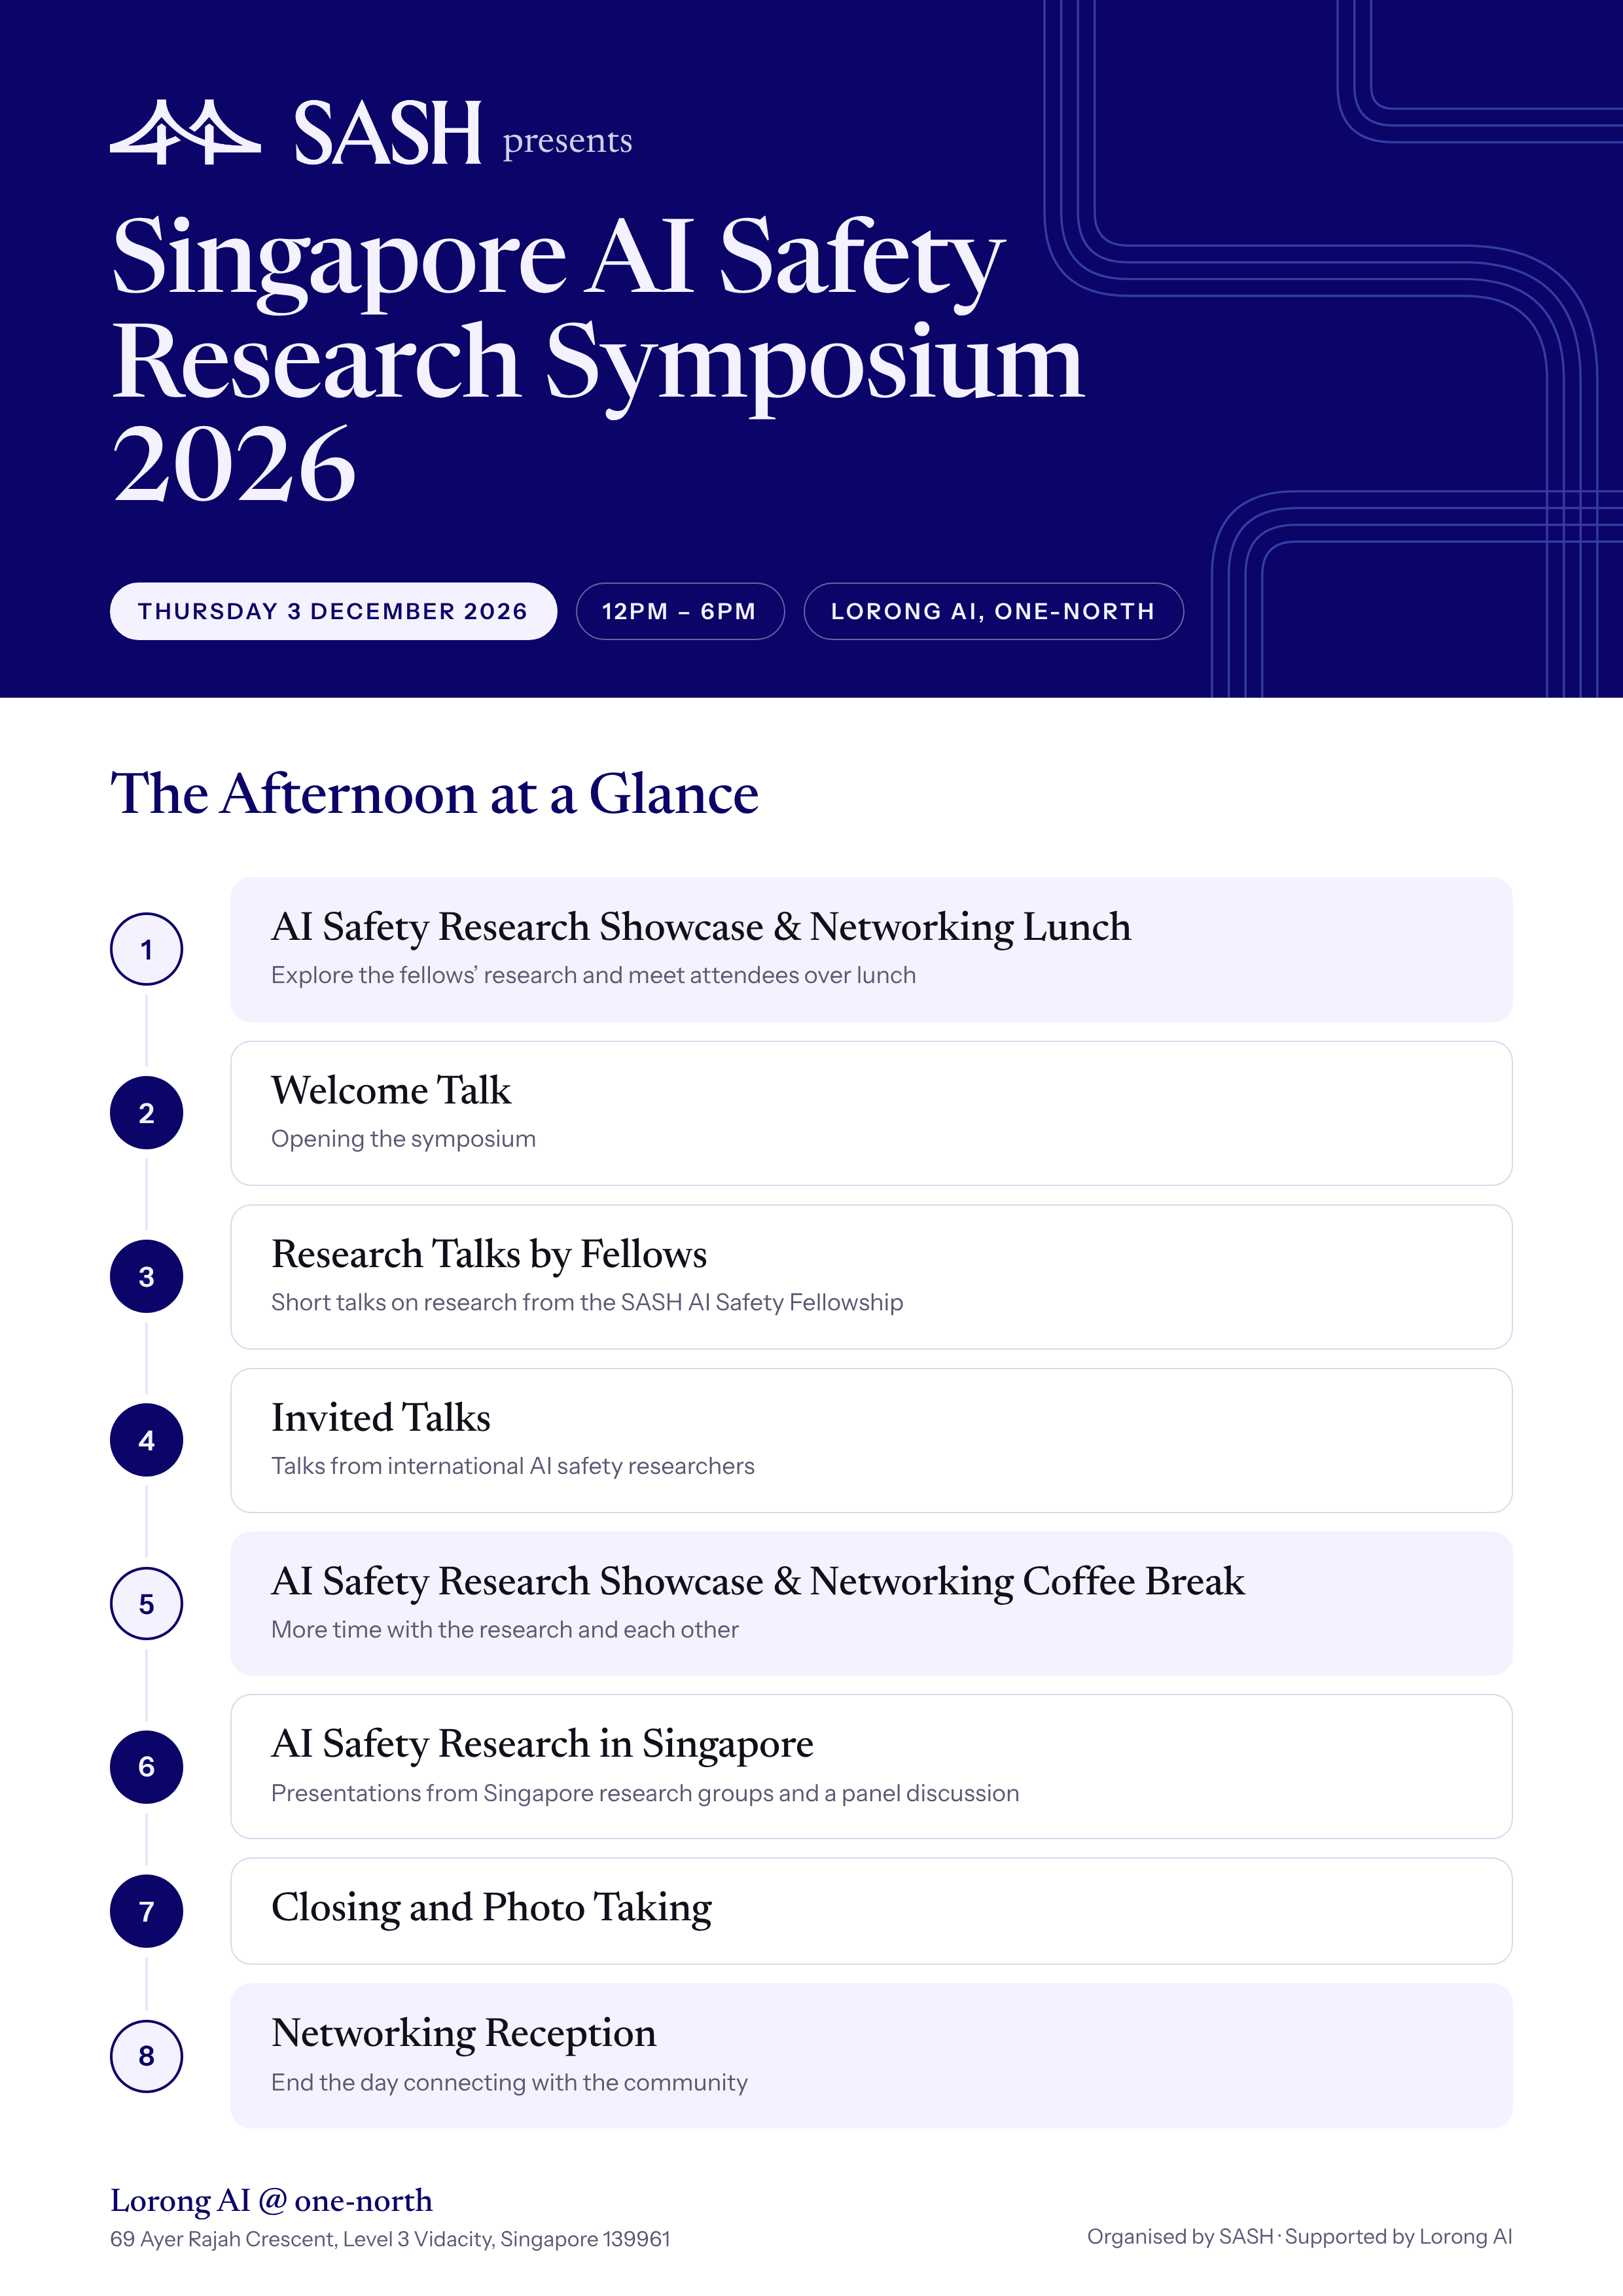 SASH presents
Singapore AI Safety
Research Symposium
2026
THURSDAY 3 DECEMBER 2026
12PM – 6PM
LORONG AI, ONE-NORTH
The Afternoon at a Glance
1
AI Safety Research Showcase & Networking Lunch
Explore the fellows’ research and meet attendees over lunch
2
Welcome Talk
Opening the symposium
3
Research Talks by Fellows
Short talks on research from the SASH AI Safety Fellowship
4
Invited Talks
Talks from international AI safety researchers
5
AI Safety Research Showcase & Networking Coffee Break
More time with the research and each other
6
AI Safety Research in Singapore
Presentations from Singapore research groups and a panel discussion
7
Closing and Photo Taking
8
Networking Reception
End the day connecting with the community
Lorong AI @ one-north
69 Ayer Rajah Crescent, Level 3 Vidacity, Singapore 139961
Organised by SASH · Supported by Lorong AI